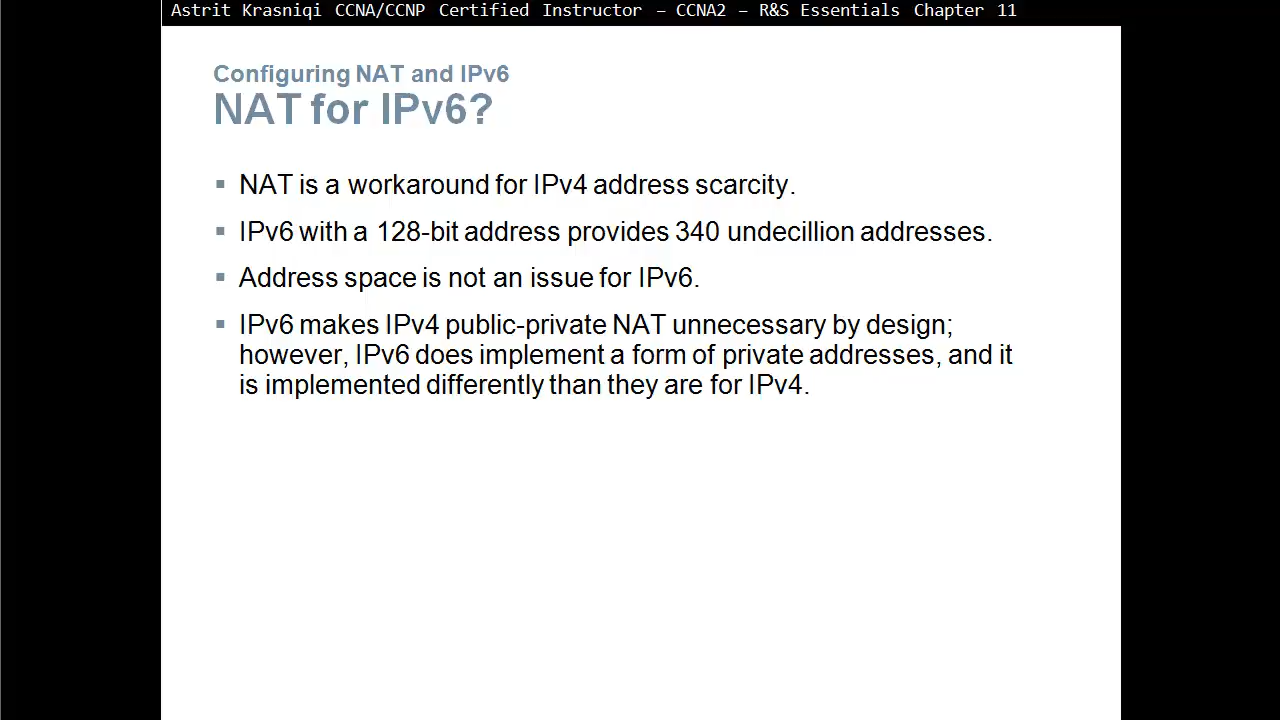 Astrit Krasniqi CCNA/CCNP Certified Instructor – CCNA2 – R&S Essentials Chapter 11
Configuring NAT and IPv6
NAT for IPv6?
▪ NAT is a workaround for IPv4 address scarcity.
▪ IPv6 with a 128-bit address provides 340 undecillion addresses.
▪ Address space is not an issue for IPv6.
▪ IPv6 makes IPv4 public-private NAT unnecessary by design;
however, IPv6 does implement a form of private addresses, and it
is implemented differently than they are for IPv4.